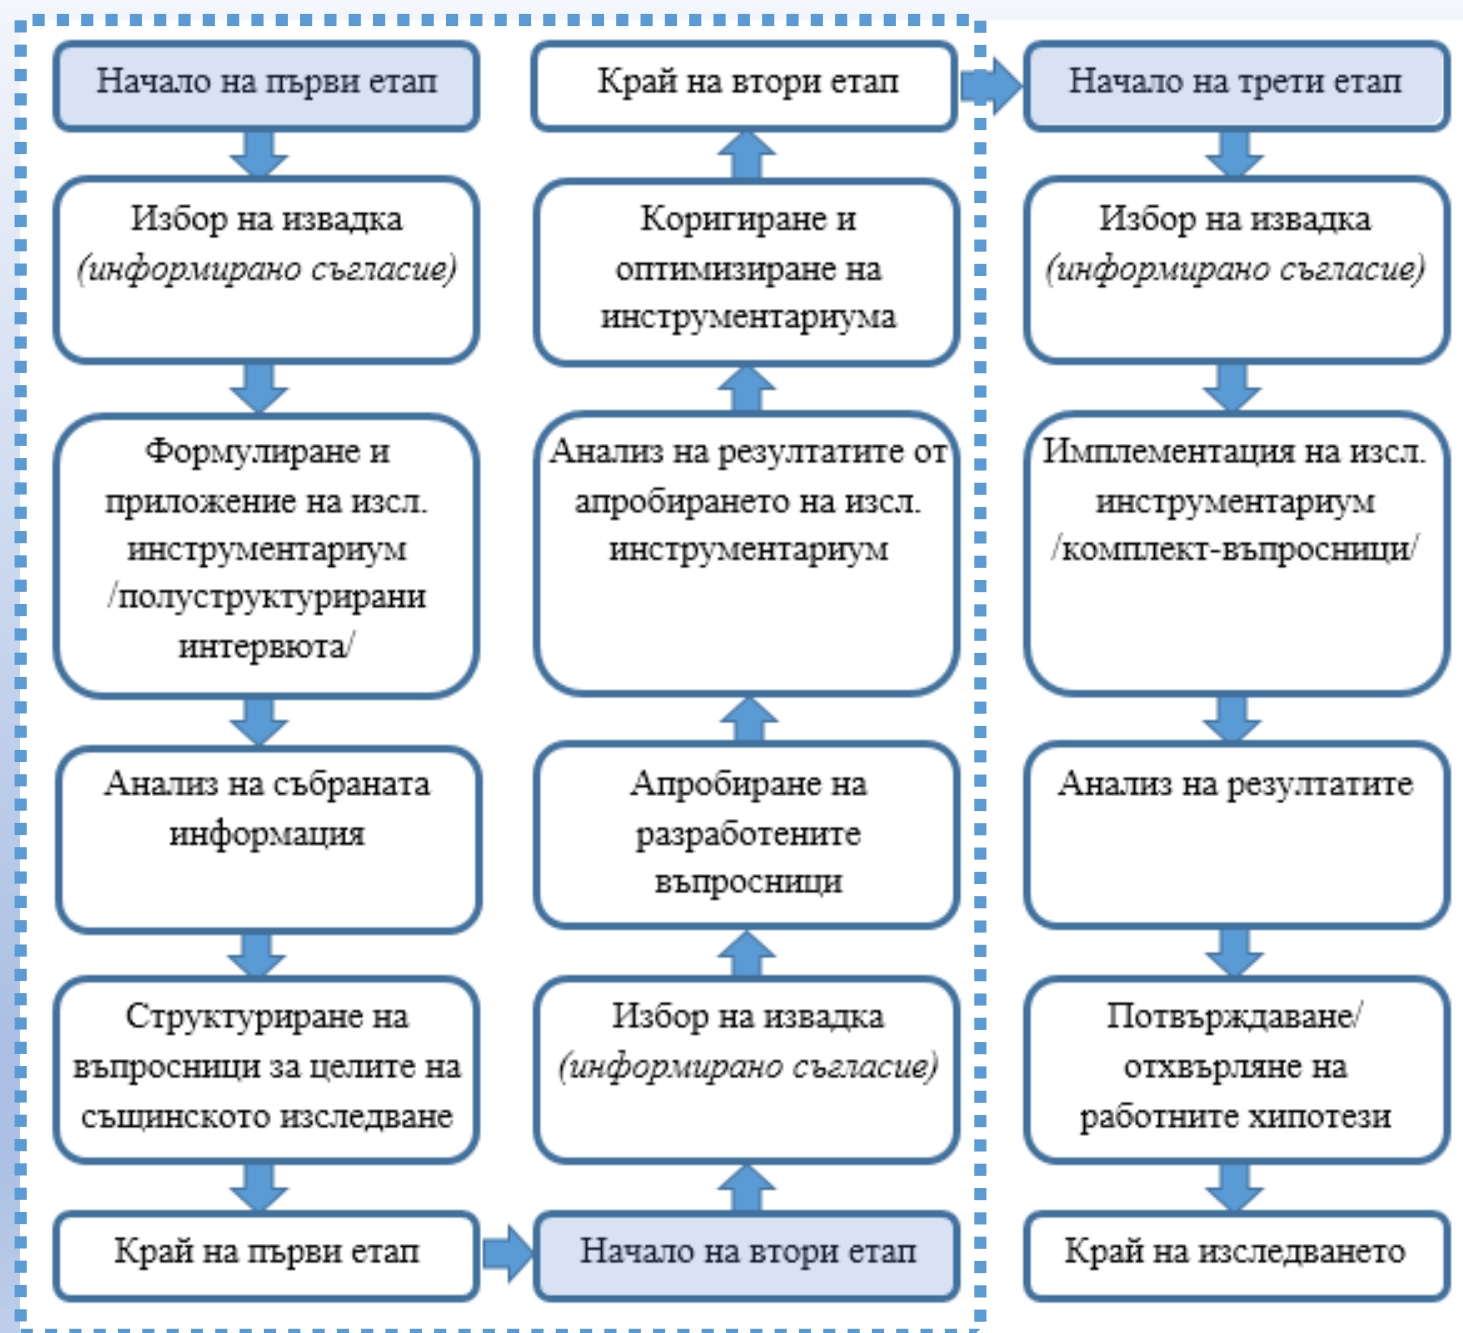 Начало на първи етап
Избор на извадка
(информирано съгласие)
Формулиране и
приложение на изсл.
инструментариум
/полуструктурирани
интервюта/
Анализ на събраната
информация
Структуриране на
въпросници за целите на
същинското изследване
Край на първи етап
Начало на втори етап
Избор на извадка
(информирано съгласие)
Апробиране на
разработените
въпросници
Анализ на резултатите от
апробирането на изсл.
инструментариум
Коригиране и
оптимизиране на
инструментариума
Край на втори етап
Начало на трети етап
Избор на извадка
(информирано съгласие)
Имплементация на изсл.
инструментариум
/комплект-въпросници/
Анализ на резултатите
Потвърждаване/
отхвърляне на
работните хипотези
Край на изследването